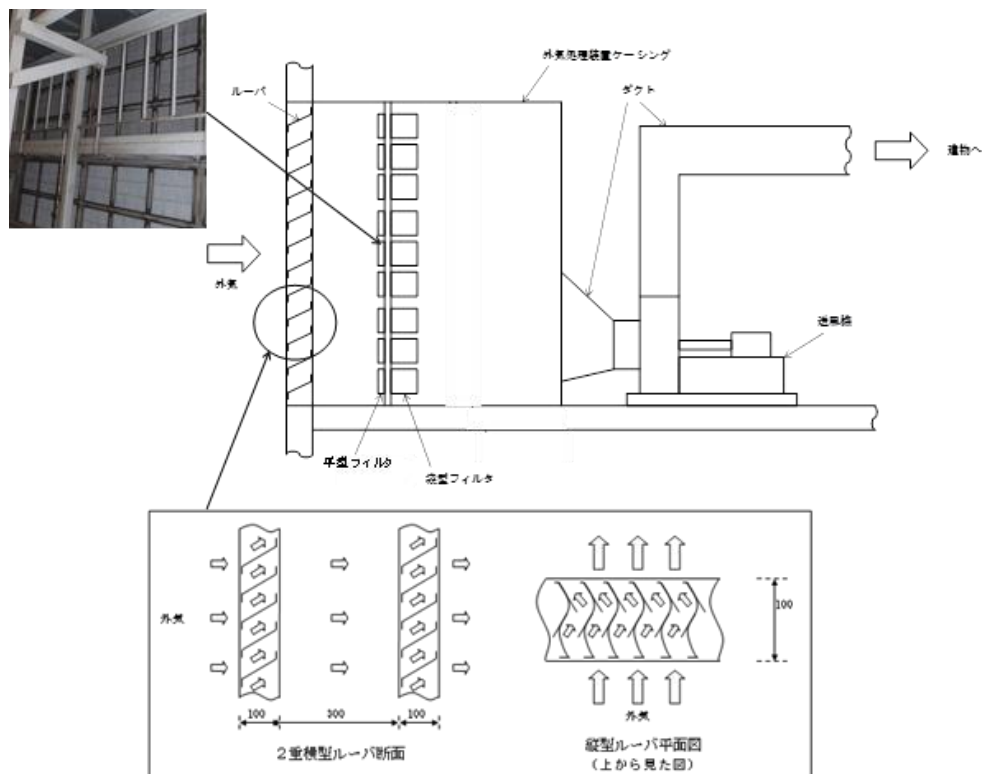 外気処理装置ケーシング
ルーバ
ダクト
建物へ
外気
送風機
平型フィルタ
袋型フィルタ
外気
100
300
100
2重横型ルーバ断面
100
外気
縦型ルーバ平面図
(上から見た図)